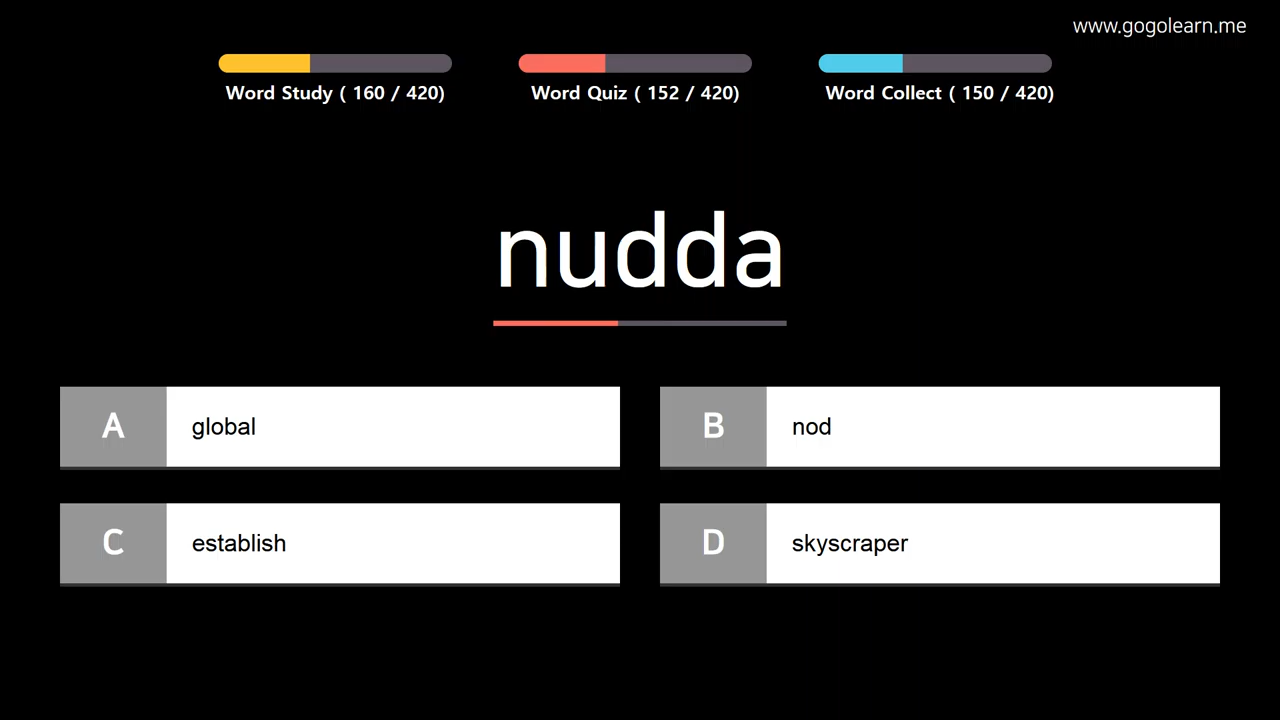 www.gogolearn.me
Word Study ( 160 / 420)
Word Quiz ( 152 / 420)
Word Collect ( 150 / 420)
nudda
A global
B nod
C establish
D skyscraper